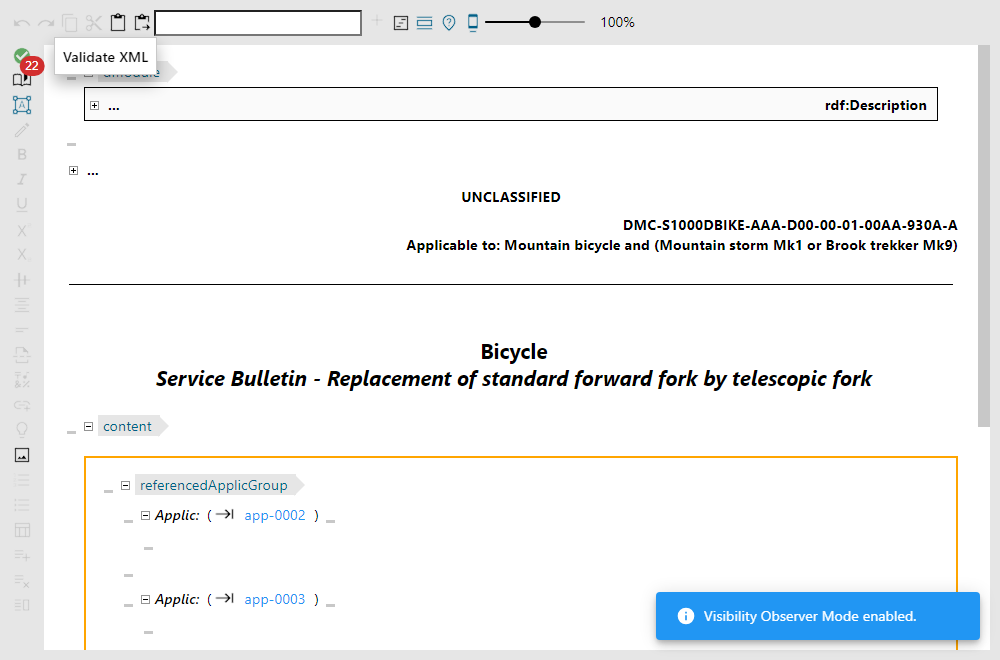 100%
Validate XML
22
... rdf:Description
...
UNCLASSIFIED
DMC-S1000DBIKE-AAA-D00-00-01-00AA-930A-A
Applicable to: Mountain bicycle and (Mountain storm Mk1 or Brook trekker Mk9)
Bicycle
Service Bulletin - Replacement of standard forward fork by telescopic fork
content
referencedApplicGroup
Applic: ( app-0002 )
Applic: ( app-0003 )
Visibility Observer Mode enabled.